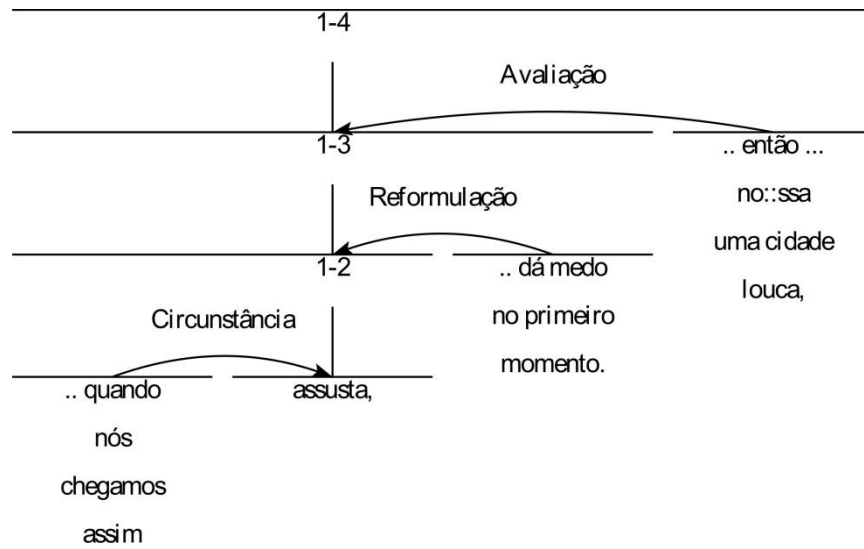 1-4
Avaliação
1-3
.. então ...
no::ssa
uma cidade
louca,
Reformulação
1-2
.. dá medo
no primeiro
momento.
Circunstância
.. quando
nós
chegamos
assim
assusta,